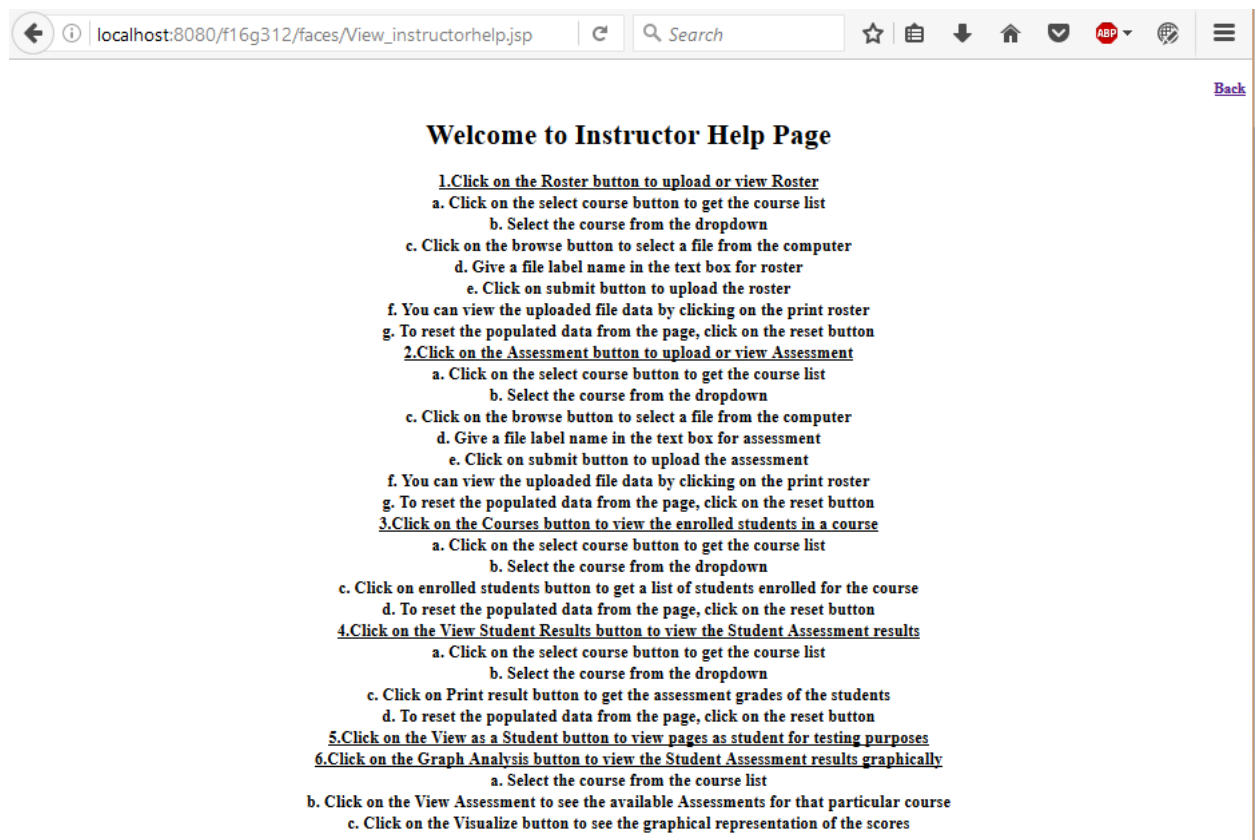 localhost:8080/f16g312/faces/View_instructorhelp.jsp
Search
ABP
Back
Welcome to Instructor Help Page
1.Click on the Roster button to upload or view Roster
a. Click on the select course button to get the course list
b. Select the course from the dropdown
c. Click on the browse button to select a file from the computer
d. Give a file label name in the text box for roster
e. Click on submit button to upload the roster
f. You can view the uploaded file data by clicking on the print roster
g. To reset the populated data from the page, click on the reset button
2.Click on the Assessment button to upload or view Assessment
a. Click on the select course button to get the course list
b. Select the course from the dropdown
c. Click on the browse button to select a file from the computer
d. Give a file label name in the text box for assessment
e. Click on submit button to upload the assessment
f. You can view the uploaded file data by clicking on the print roster
g. To reset the populated data from the page, click on the reset button
3.Click on the Courses button to view the enrolled students in a course
a. Click on the select course button to get the course list
b. Select the course from the dropdown
c. Click on enrolled students button to get a list of students enrolled for the course
d. To reset the populated data from the page, click on the reset button
4.Click on the View Student Results button to view the Student Assessment results
a. Click on the select course button to get the course list
b. Select the course from the dropdown
c. Click on Print result button to get the assessment grades of the students
d. To reset the populated data from the page, click on the reset button
5.Click on the View as a Student button to view pages as student for testing purposes
6.Click on the Graph Analysis button to view the Student Assessment results graphically
a. Select the course from the course list
b. Click on the View Assessment to see the available Assessments for that particular course
c. Click on the Visualize button to see the graphical representation of the scores